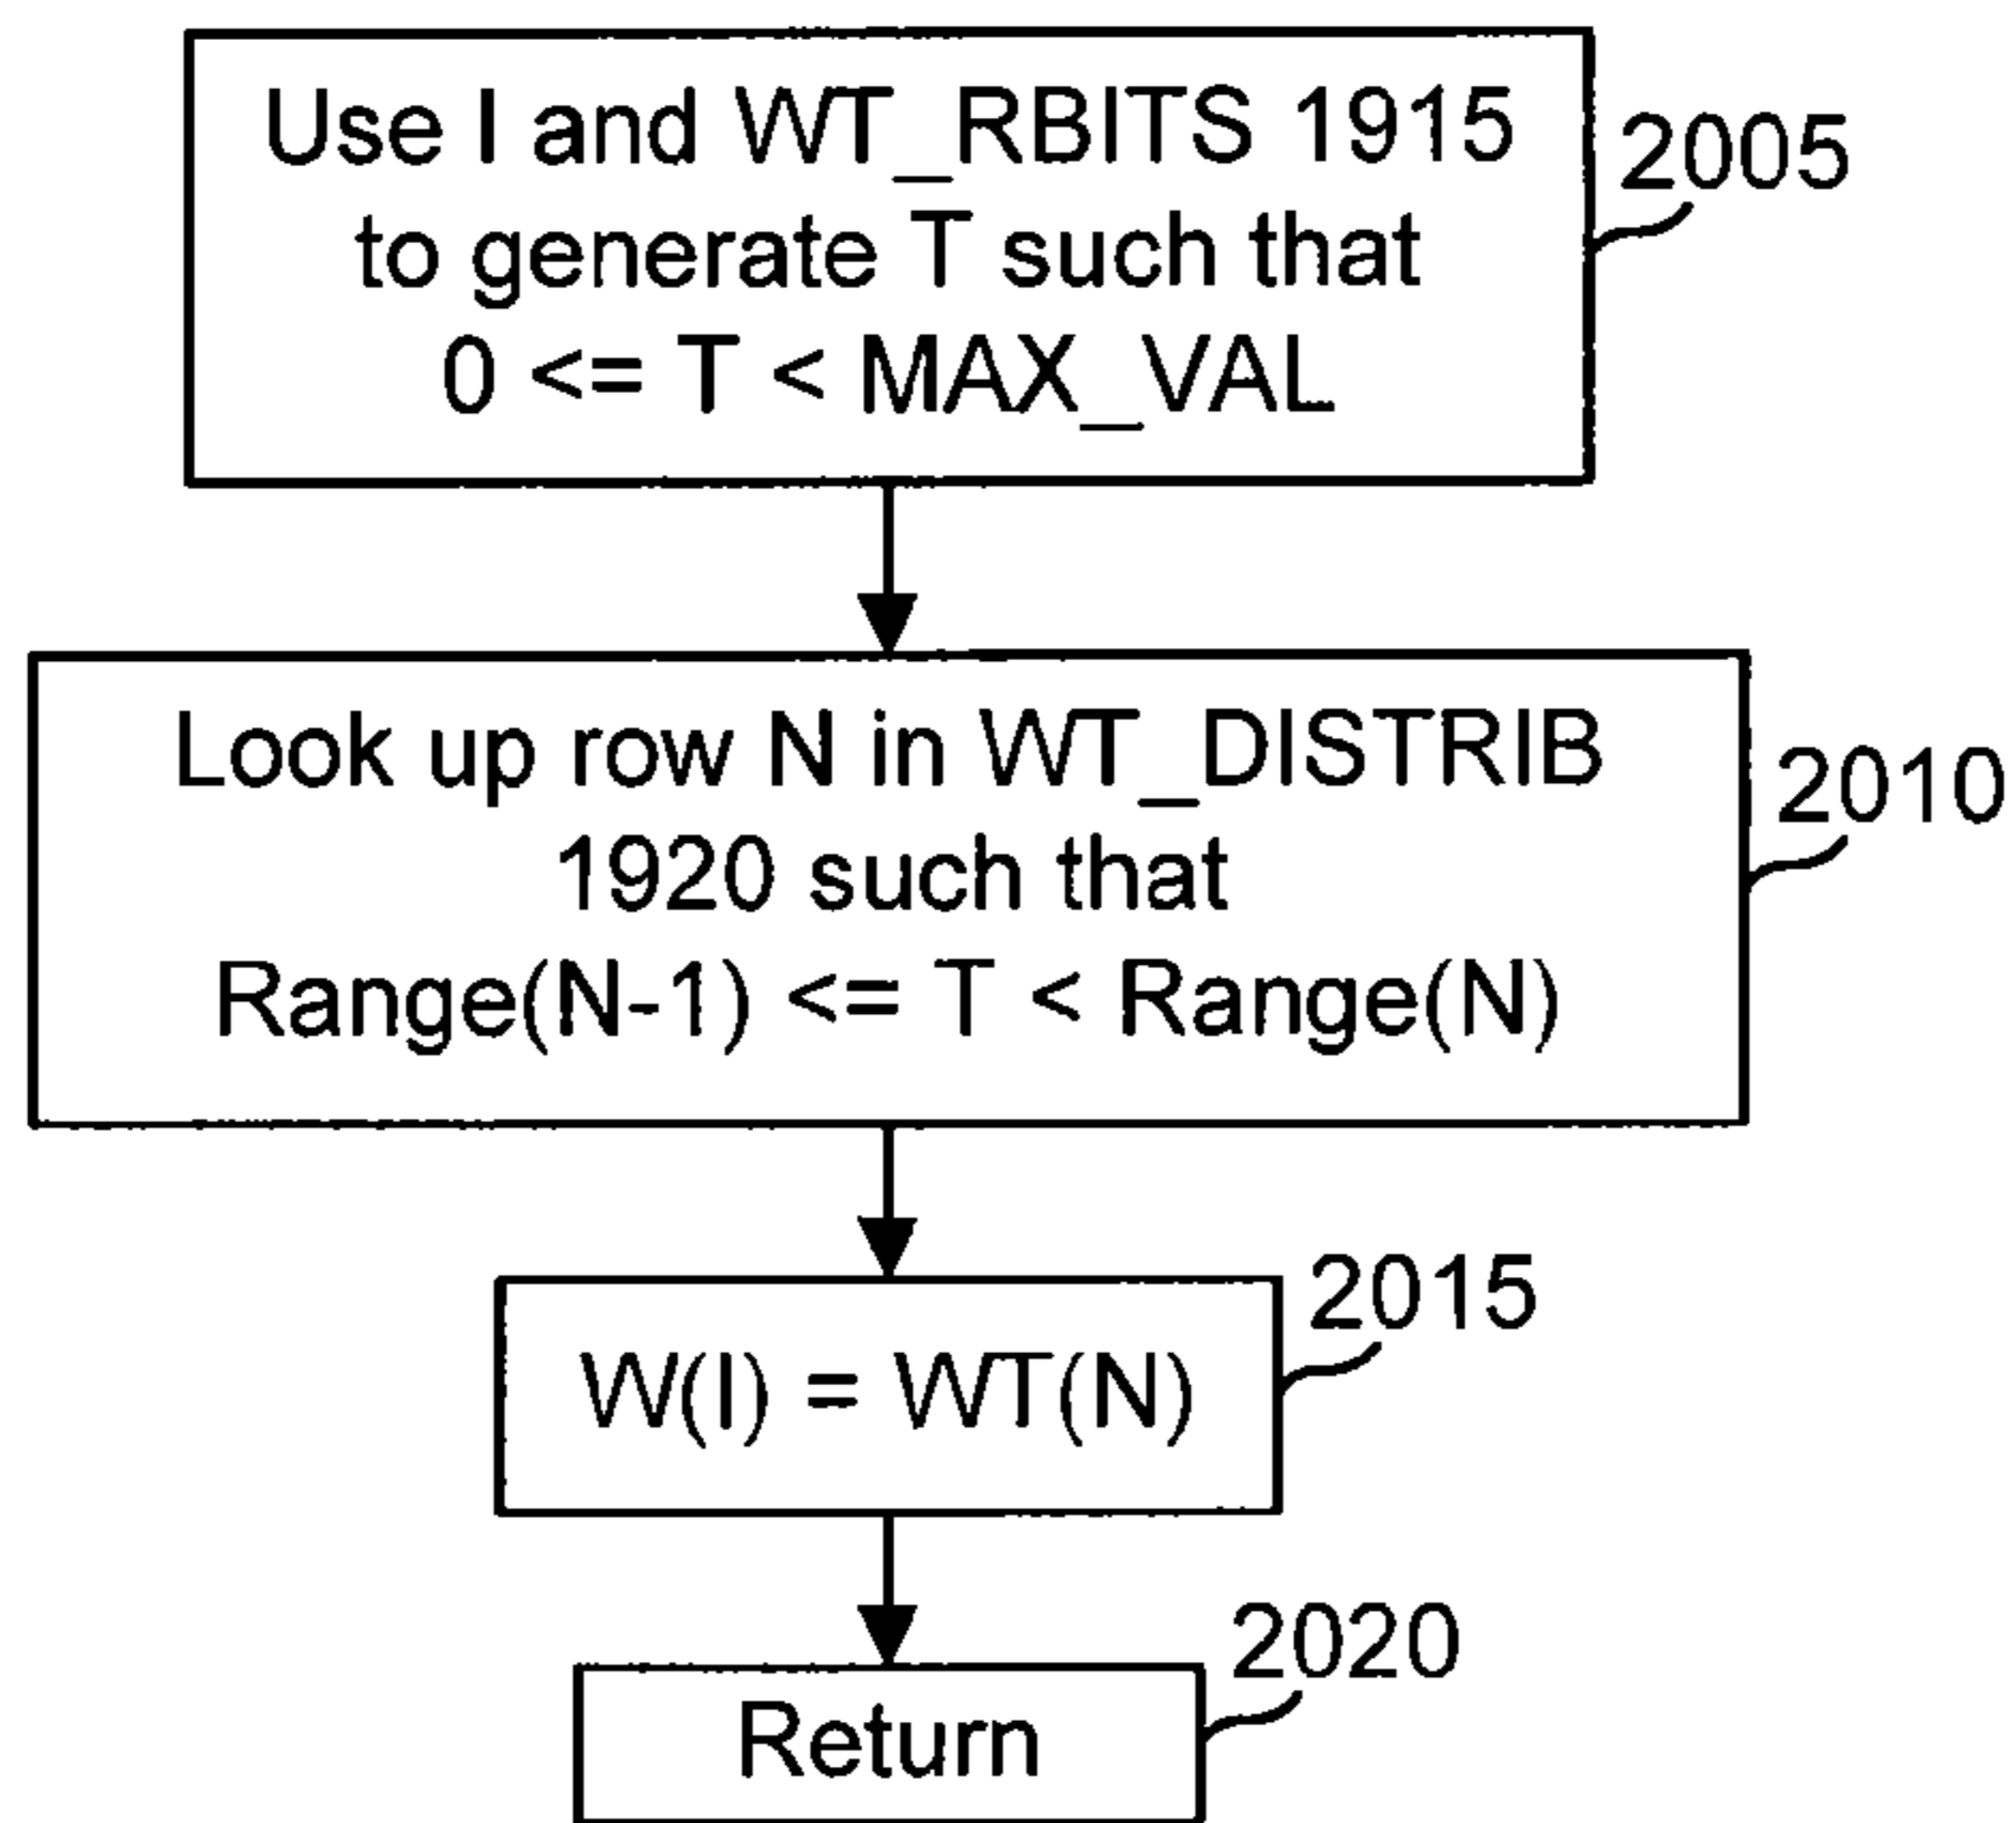 Use I and WT_RBITS 1915
to generate T such that
0 <= T < MAX_VAL
2005
Look up row N in WT_DISTRIB
1920 such that
Range(N-1) <= T < Range(N)
2010
W(I) = WT(N)
2015
Return
2020